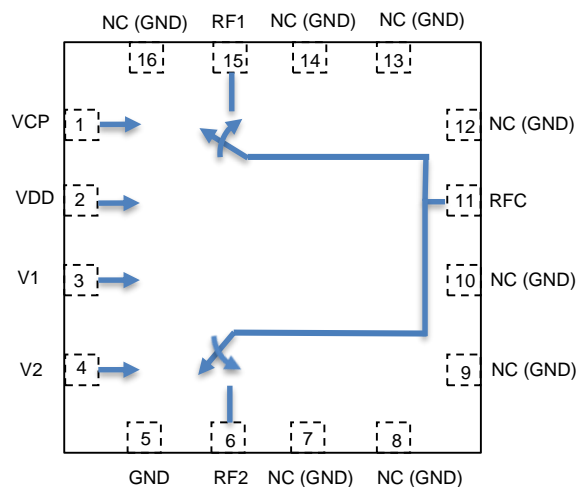 NC (GND) RF1 NC (GND) NC (GND)
16 15 14 13
VCP 1 12 NC (GND)
VDD 2 11 RFC
V1 3 10 NC (GND)
V2 4 9 NC (GND)
5 6 7 8
GND RF2 NC (GND) NC (GND)